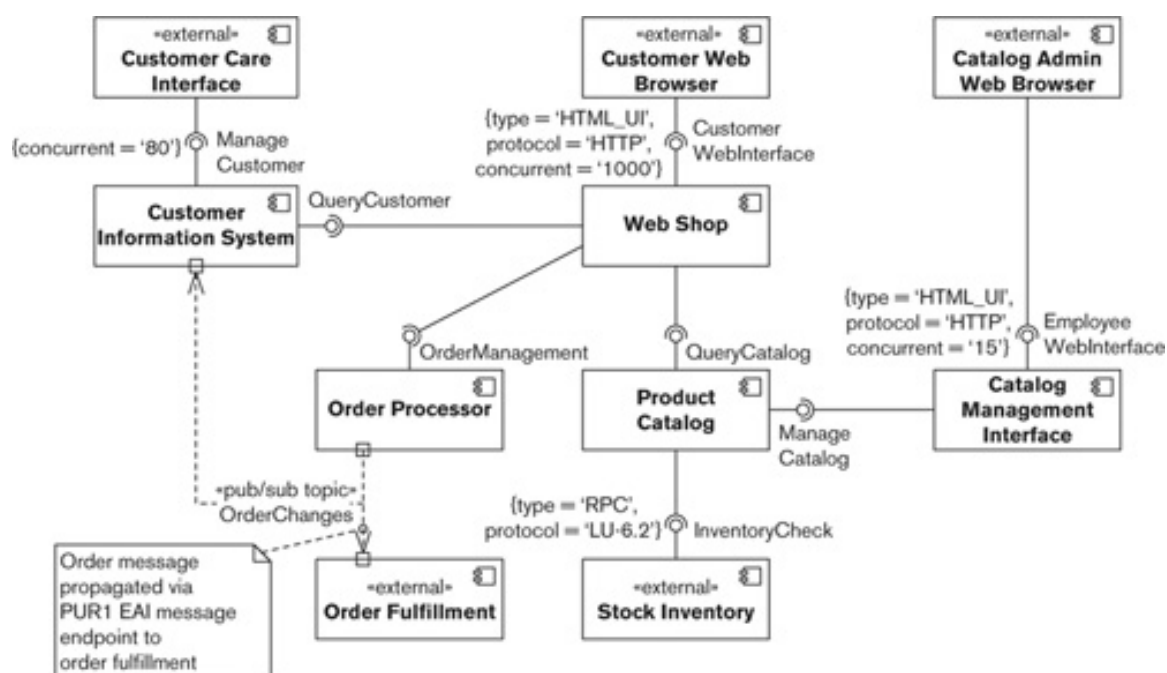 «external»
Customer Care
Interface
«external»
Customer Web
Browser
«external»
Catalog Admin
Web Browser
{concurrent = ‘80’}
Manage
Customer
{type = ‘HTML_UI’,
protocol = ‘HTTP’,
concurrent = ‘1000’}
Customer
WebInterface
Customer
Information System
QueryCustomer
Web Shop
{type = ‘HTML_UI’,
protocol = ‘HTTP’,
concurrent = ‘15’}
Employee
WebInterface
OrderManagement
QueryCatalog
Order Processor
Product
Catalog
Manage
Catalog
Catalog
Management
Interface
«pub/sub topic»
OrderChanges
{type = ‘RPC’,
protocol = ‘LU-6.2’}
InventoryCheck
Order message
propagated via
PUR1 EAI message
endpoint to
order fulfillment
«external»
Order Fulfillment
«external»
Stock Inventory